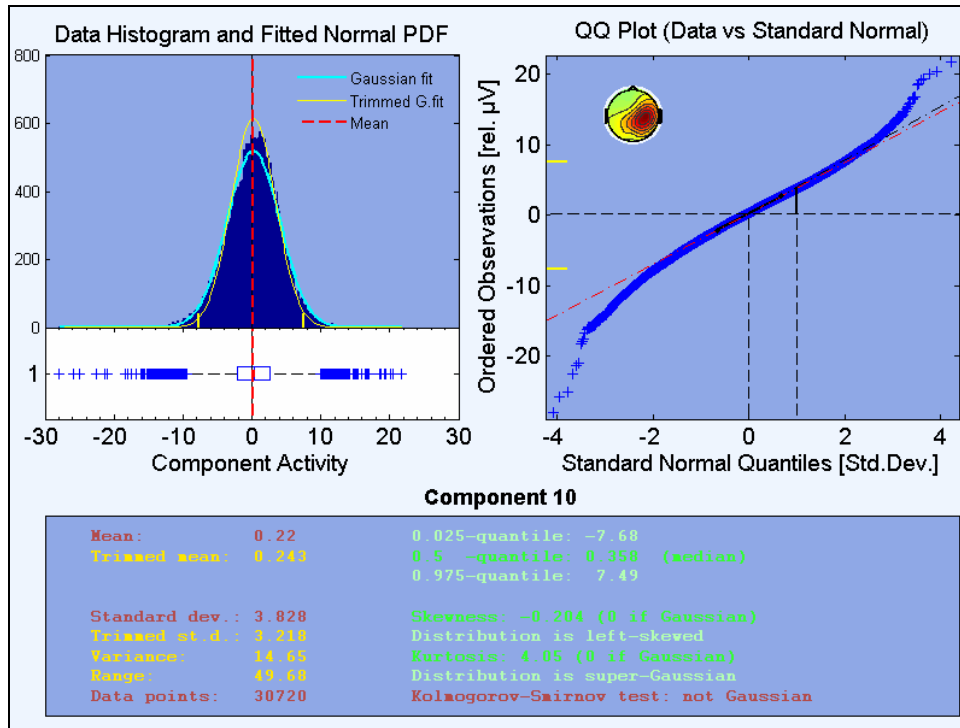 Data Histogram and Fitted Normal PDF
800
600
400
200
0
Gaussian fit
Trimmed G.fit
Mean
1
-30 -20 -10 0 10 20 30
Component Activity
QQ Plot (Data vs Standard Normal)
Ordered Observations [rel. µV]
20
10
0
-10
-20
-4 -2 0 2 4
Standard Normal Quantiles [Std.Dev.]
Component 10
Mean: 0.22 0.025-quantile: -7.68
Trimmed mean: 0.243 0.5 -quantile: 0.358 (median)
0.975-quantile: 7.49
Standard dev.: 3.828 Skewness: -0.204 (0 if Gaussian)
Trimmed st.d.: 3.218 Distribution is left-skewed
Variance: 14.65 Kurtosis: 4.05 (0 if Gaussian)
Range: 49.68 Distribution is super-Gaussian
Data points: 30720 Kolmogorov-Smirnov test: not Gaussian